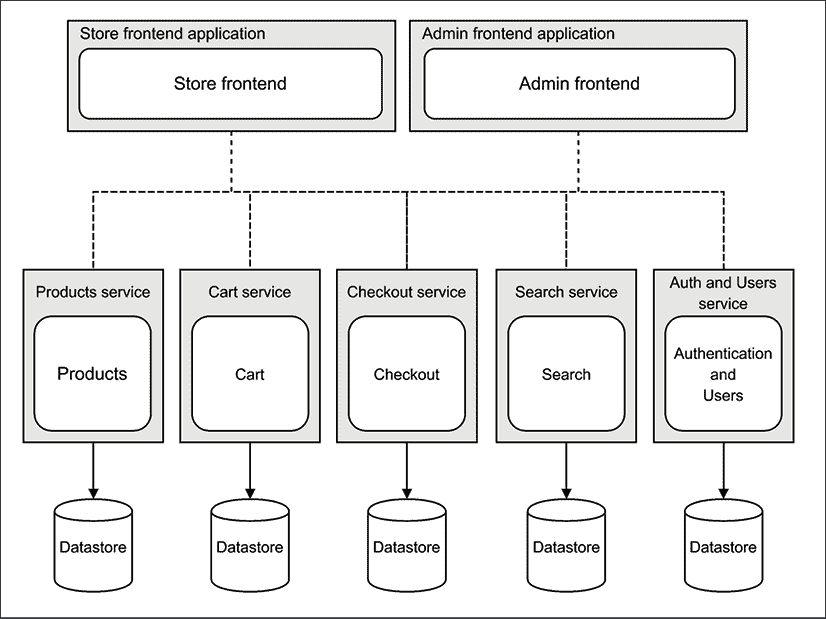 Store frontend application
Store frontend
Admin frontend application
Admin frontend
Products service
Products
Cart service
Cart
Checkout service
Checkout
Search service
Search
Auth and Users
service
Authentication
and
Users
Datastore
Datastore
Datastore
Datastore
Datastore